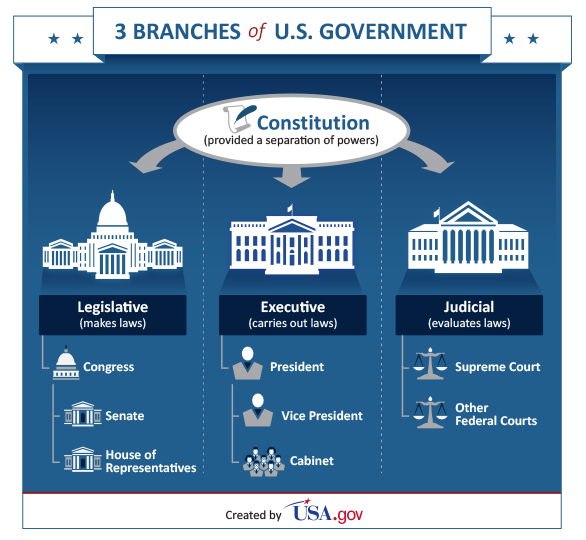 3 BRANCHES of U.S. GOVERNMENT
Constitution
(provided a separation of powers)
Legislative
(makes laws)
Congress
Senate
House of
Representatives
Executive
(carries out laws)
President
Vice President
Cabinet
Judicial
(evaluates laws)
Supreme Court
Other
Federal Courts
Created by USA.gov